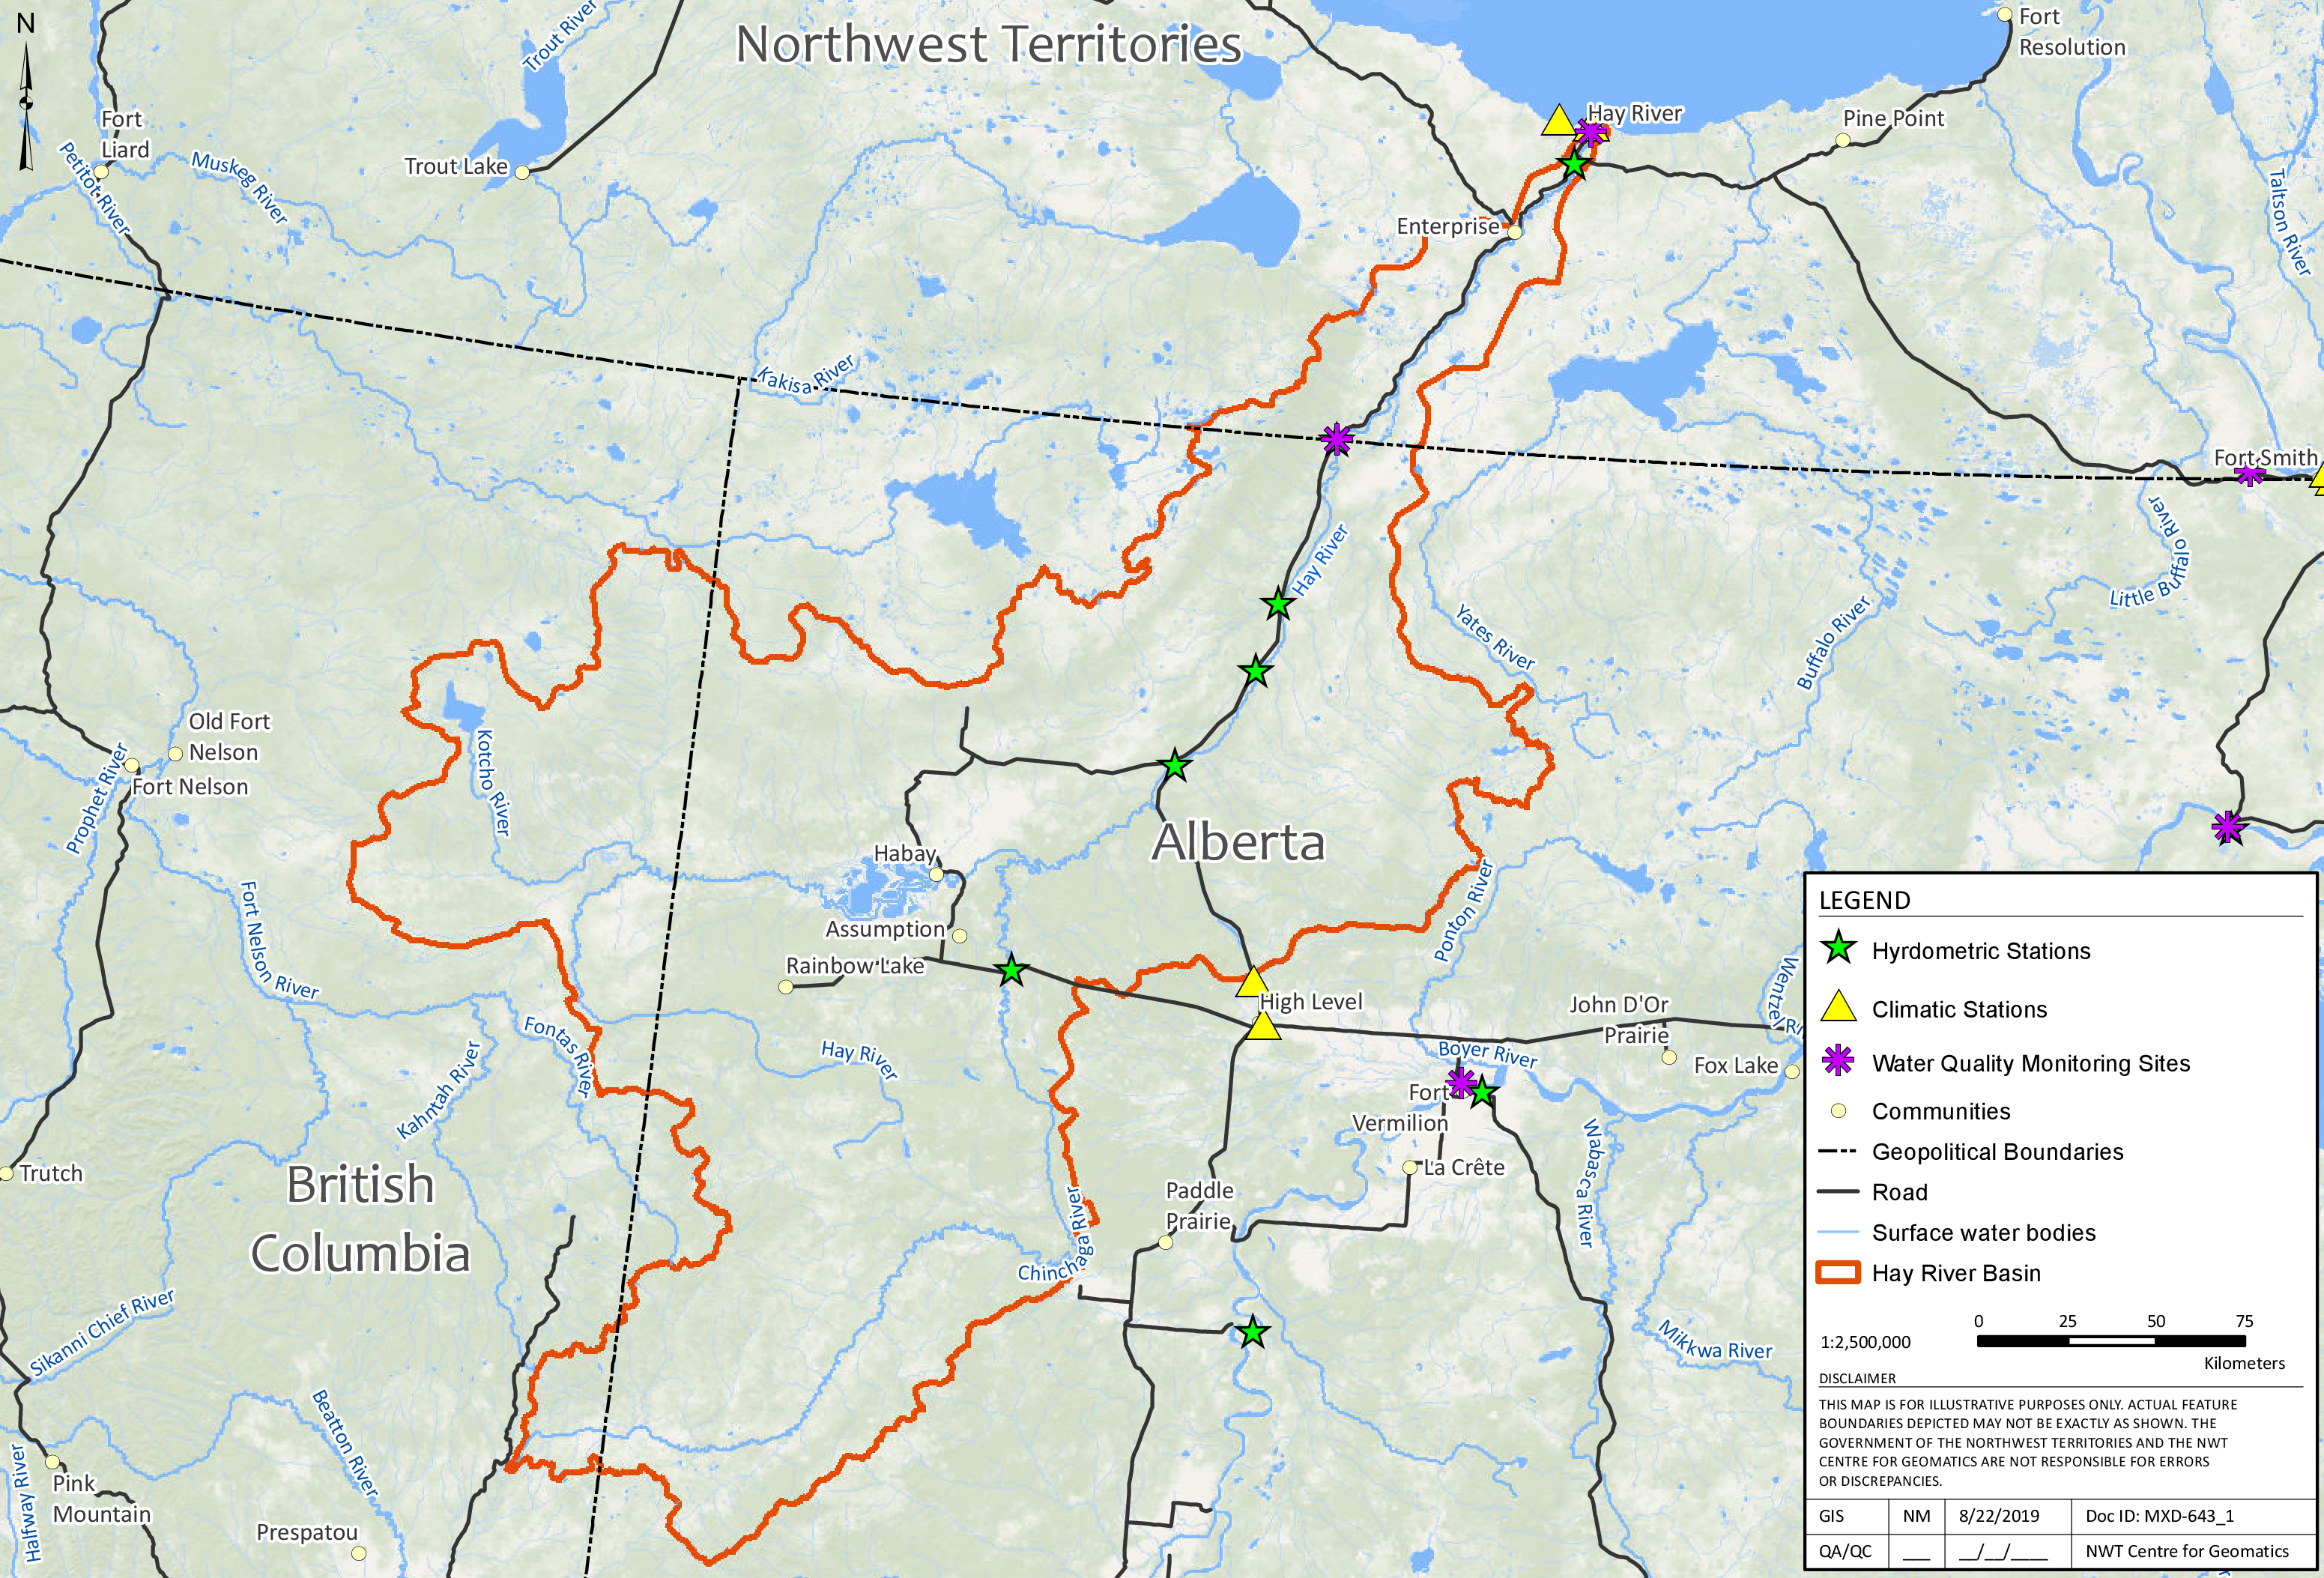 N
Northwest Territories
Trout River
Fort
Resolution
Fort
Liard
Petitot River
Muskeg River
Trout Lake
Hay River
Pine Point
Taltson River
Enterprise
Kakisa River
Fort Smith
Hay River
Little Buffalo River
Yates River
Buffalo River
Old Fort
Nelson
Fort Nelson
Prophet River
Kotcho River
Alberta
Habay
Ponton River
Assumption
Rainbow Lake
Fort Nelson River
High Level
John D'Or
Prairie
Wentzel Ri
Fontas River
Hay River
Boyer River
Fox Lake
Kahntah River
Fort
Vermilion
Wabasca River
La Crête
Trutch
British
Columbia
Paddle
Prairie
Chinchaga River
Sikanni Chief River
Mikkwa River
Beatton River
Halfway River
Pink
Mountain
Prespatou
LEGEND
Hyrdometric Stations
Climatic Stations
Water Quality Monitoring Sites
Communities
Geopolitical Boundaries
Road
Surface water bodies
Hay River Basin
0 25 50 75
1:2,500,000
Kilometers
DISCLAIMER
THIS MAP IS FOR ILLUSTRATIVE PURPOSES ONLY. ACTUAL FEATURE
BOUNDARIES DEPICTED MAY NOT BE EXACTLY AS SHOWN. THE
GOVERNMENT OF THE NORTHWEST TERRITORIES AND THE NWT
CENTRE FOR GEOMATICS ARE NOT RESPONSIBLE FOR ERRORS
OR DISCREPANCIES.
GIS NM 8/22/2019 Doc ID: MXD-643_1
QA/QC ___ __/__/____ NWT Centre for Geomatics